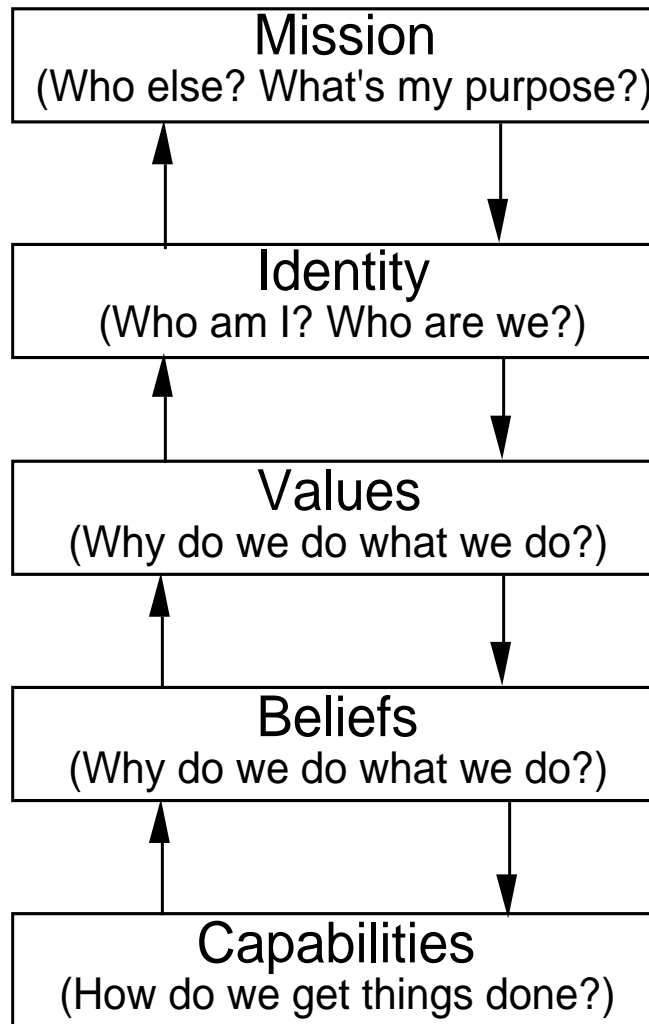 Mission
(Who else? What's my purpose?)
Identity
(Who am I? Who are we?)
Values
(Why do we do what we do?)
Beliefs
(Why do we do what we do?)
Capabilities
(How do we get things done?)